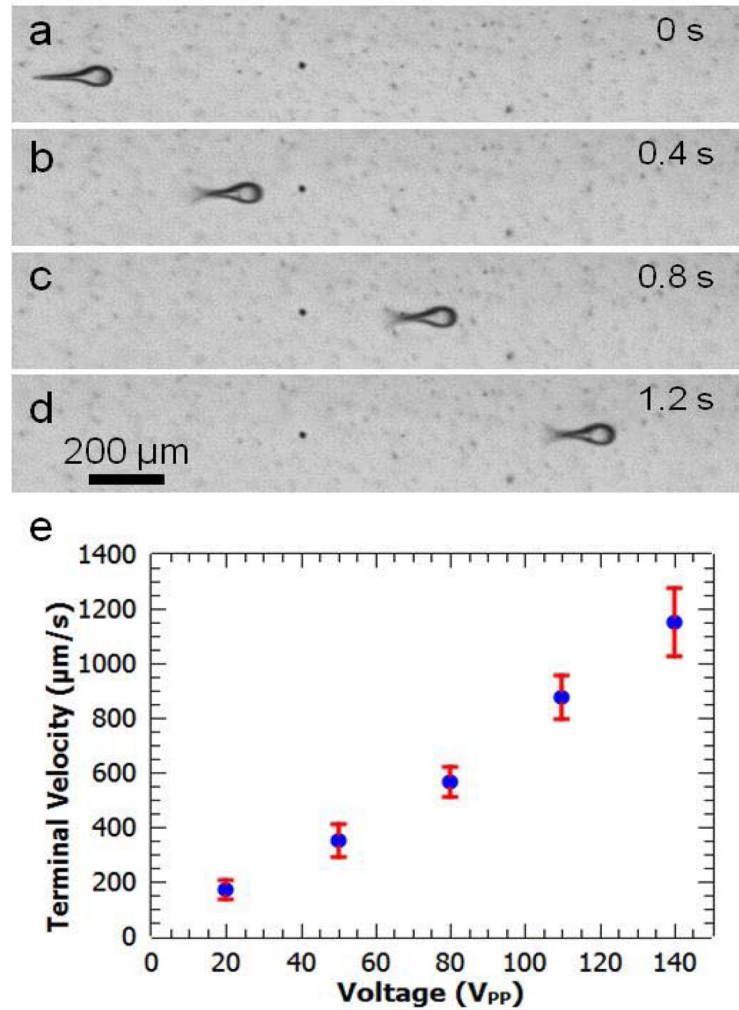 a
0 s
b
0.4 s
c
0.8 s
d
1.2 s
200 µm
e
1400
1200
1000
800
600
400
200
0
Terminal Velocity (µm/s)
0 20 40 60 80 100 120 140
Voltage (VPP)